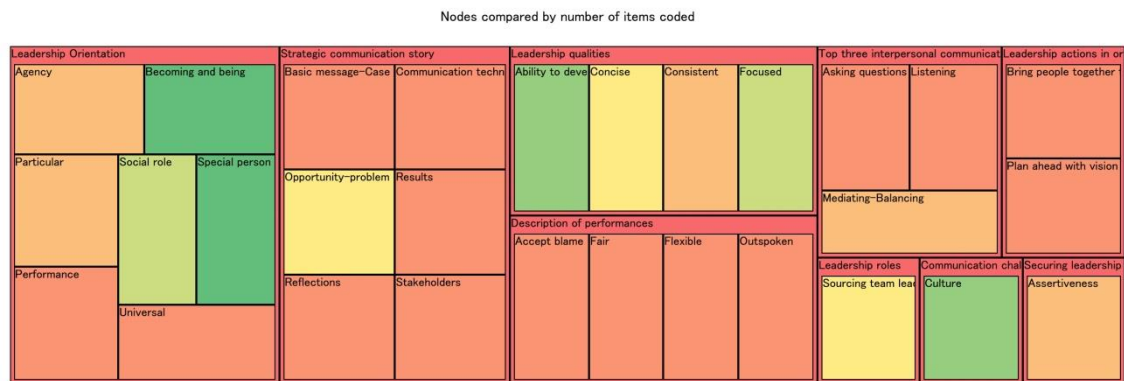 Nodes compared by number of items coded
Leadership Orientation
Agency
Becoming and being
Particular
Social role
Special person
Performance
Universal
Strategic communication story
Basic message-Case
Communication techn
Opportunity-problem
Results
Reflections
Stakeholders
Leadership qualities
Ability to deve
Concise
Consistent
Focused
Description of performances
Accept blame
Fair
Flexible
Outspoken
Top three interpersonal communicat
Asking questions
Listening
Mediating-Balancing
Leadership actions in or
Bring people together
Plan ahead with vision
Leadership roles
Sourcing team lea
Communication chal
Culture
Securing leadership
Assertiveness